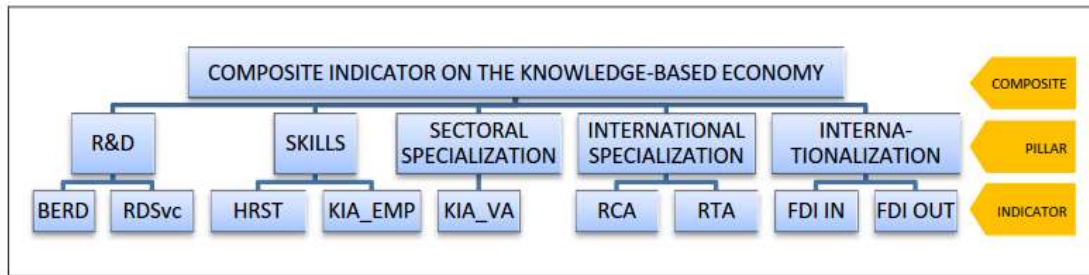 COMPOSITE INDICATOR ON THE KNOWLEDGE-BASED ECONOMY
COMPOSITE
R&D
SKILLS
SECTORAL
SPECIALIZATION
INTERNATIONAL
SPECIALIZATION
INTERNA-
TIONALIZATION
PILLAR
BERD
RDSvc
HRST
KIA_EMP
KIA_VA
RCA
RTA
FDI IN
FDI OUT
INDICATOR